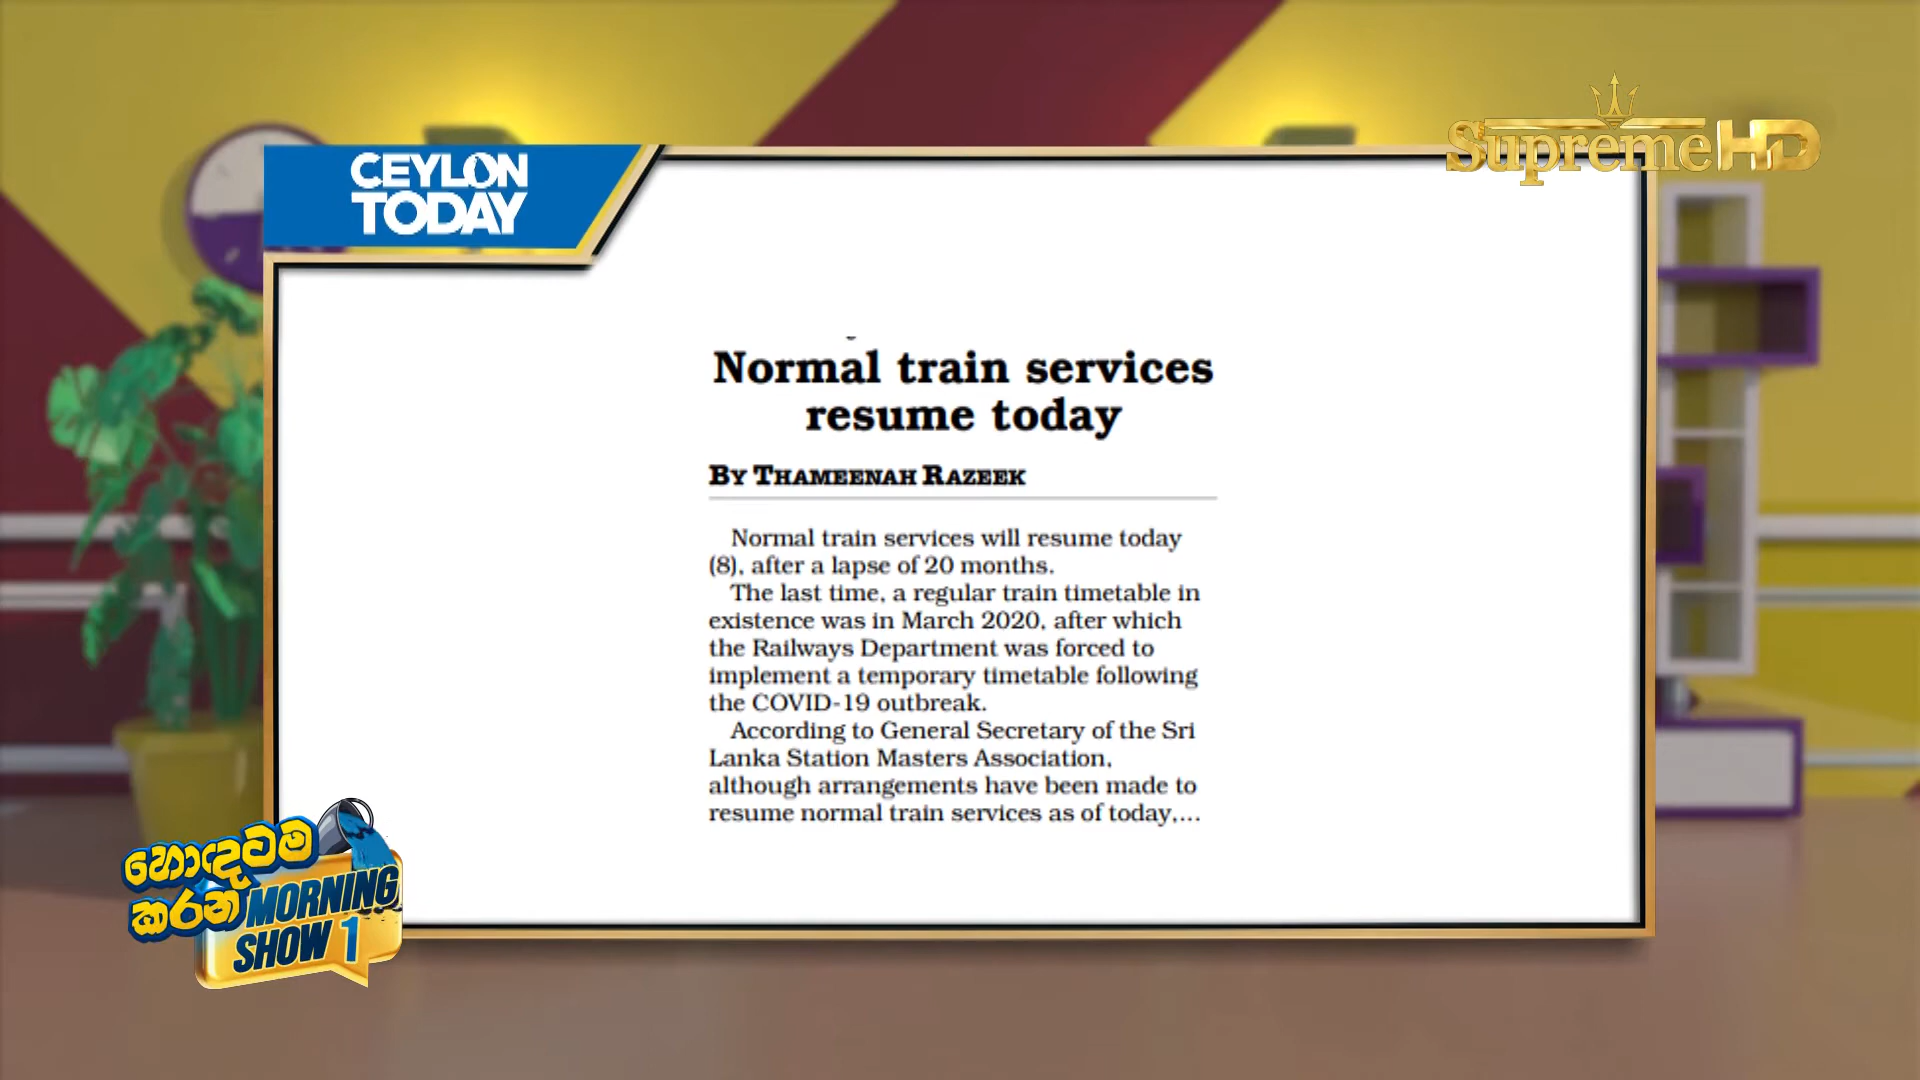 CEYLON
TODAY
Supreme HD
Normal train services
resume today
BY THAMEENAH RAZEEK
Normal train services will resume today
(8), after a lapse of 20 months.
The last time, a regular train timetable in
existence was in March 2020, after which
the Railways Department was forced to
implement a temporary timetable following
the COVID-19 outbreak.
According to General Secretary of the Sri
Lanka Station Masters Association,
although arrangements have been made to
resume normal train services as of today,...
හොඳටම
කරන MORNING
SHOW 1